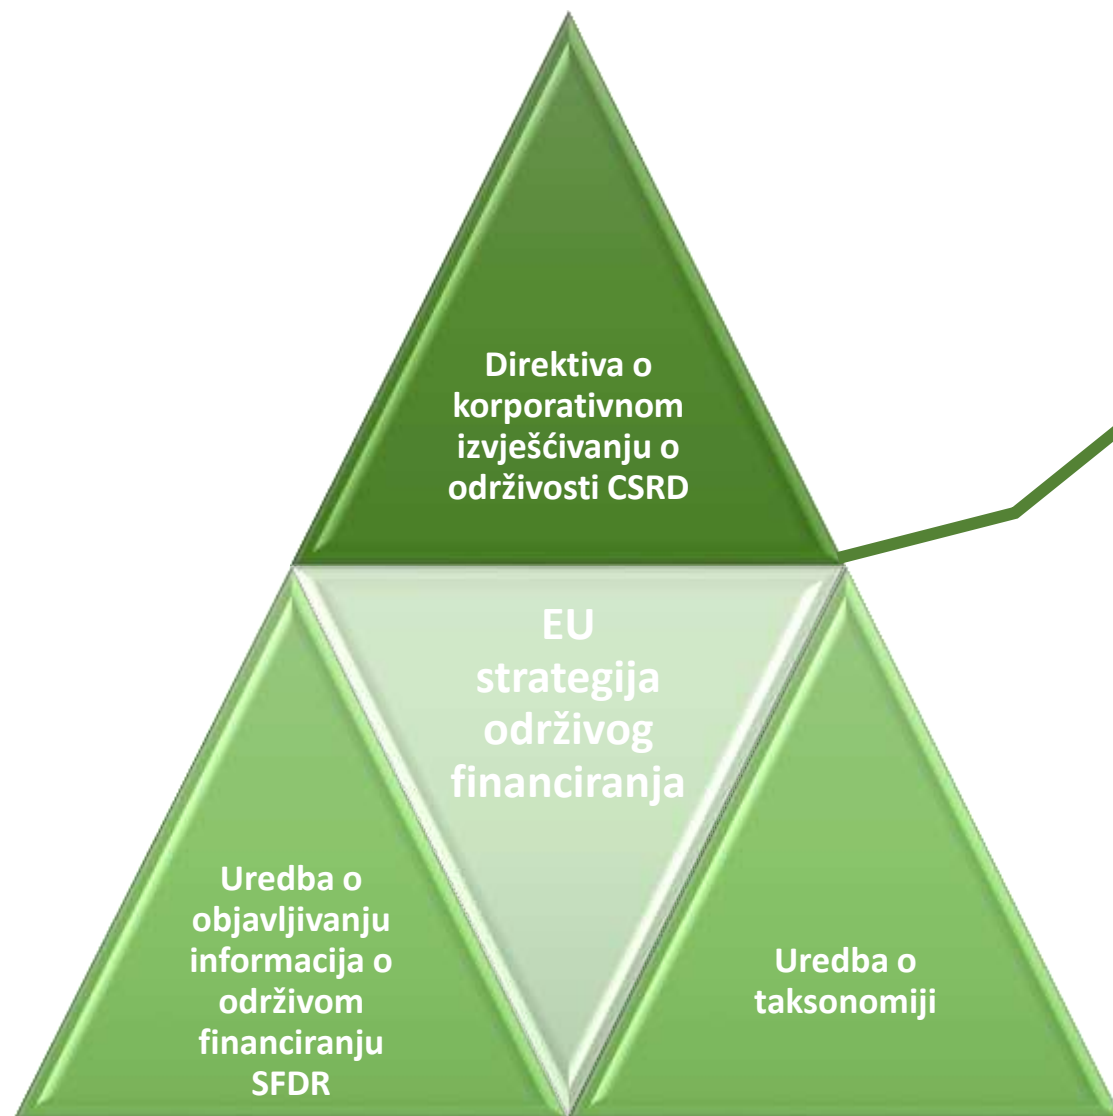 Direktiva o
korporativnom
izvješćivanju o
održivosti CSRD
EU
strategija
održivog
financiranja
Uredba o
objavljivanju
informacija o
održivom
financiranju
SFDR
Uredba o
taksonomiji